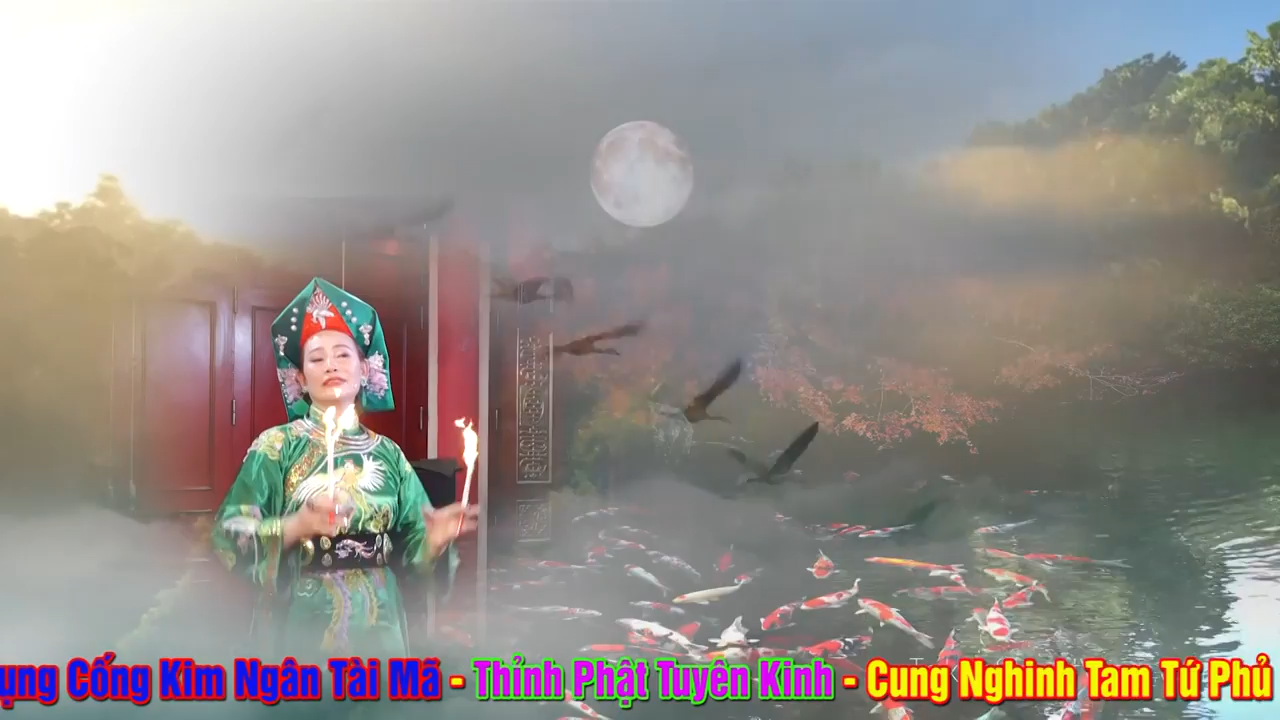 ụng Cống Kim Ngân Tài Mã - Thỉnh Phật Tuyên Kinh - Cung Nghinh Tam Tứ Phủ